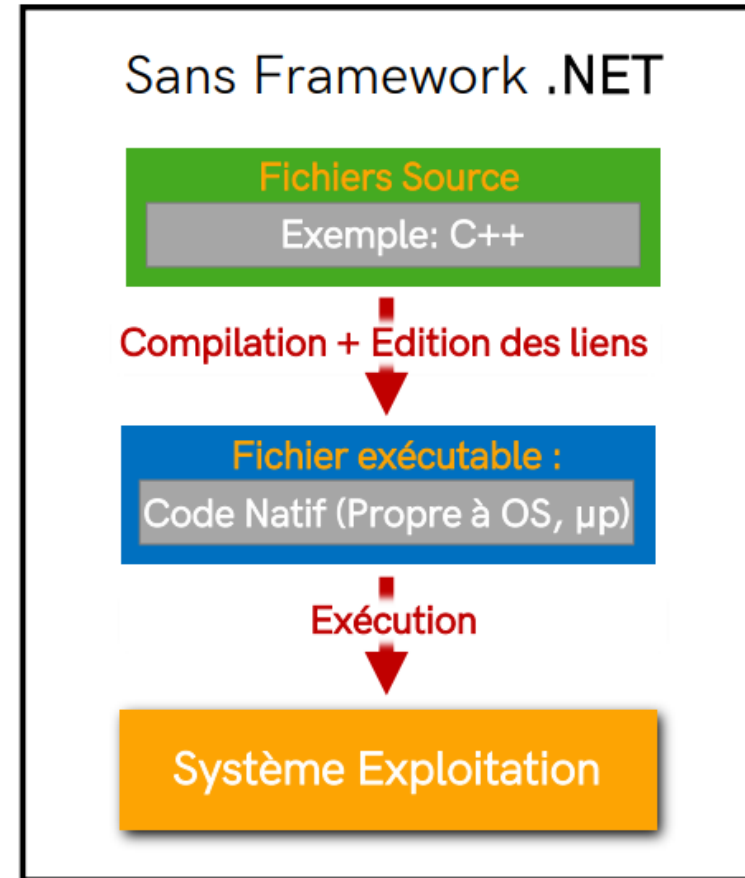 Sans Framework .NET
Fichiers Source
Exemple: C++
Compilation + Edition des liens
Fichier exécutable :
Code Natif (Propre à OS, µp)
Exécution
Système Exploitation